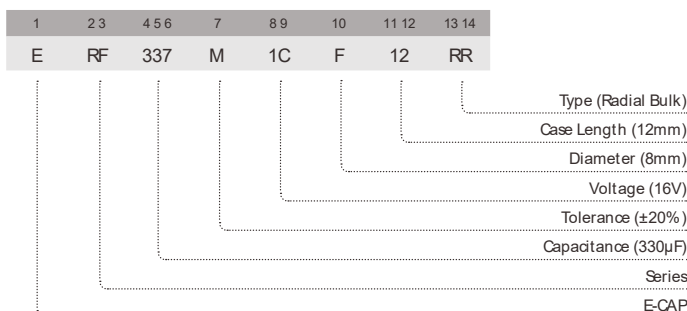 1 2 3 4 5 6 7 8 9 10 11 12 13 14
E RF 337 M 1C F 12 RR
Type (Radial Bulk)
Case Length (12mm)
Diameter (8mm)
Voltage (16V)
Tolerance (±20%)
Capacitance (330µF)
Series
E-CAP